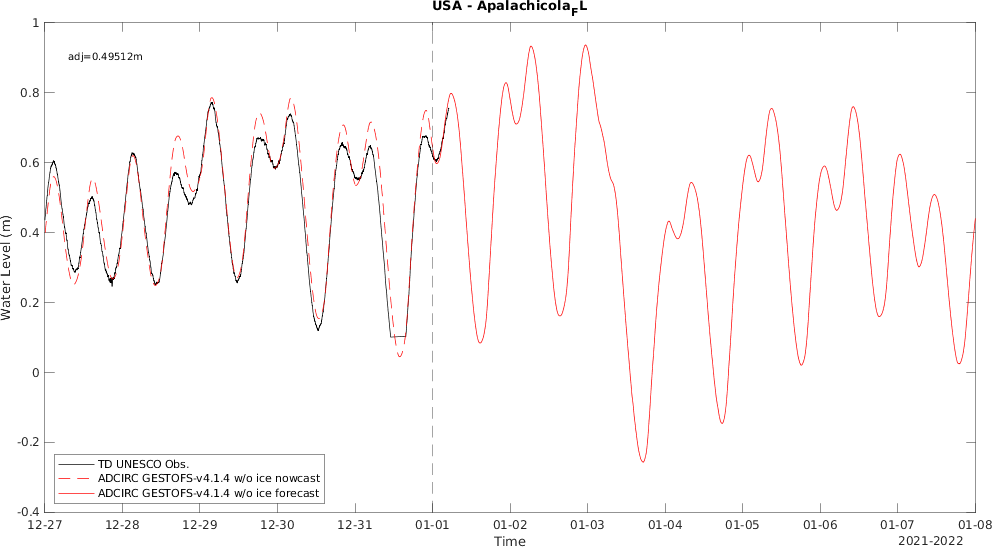 USA - Apalachicola_FL
adj=0.49512m
Water Level (m)
1
0.8
0.6
0.4
0.2
0
-0.2
-0.4
TD UNESCO Obs.
ADCIRC GESTOFS-v4.1.4 w/o ice nowcast
ADCIRC GESTOFS-v4.1.4 w/o ice forecast
12-27 12-28 12-29 12-30 12-31 01-01 01-02 01-03 01-04 01-05 01-06 01-07 01-08
Time
2021-2022